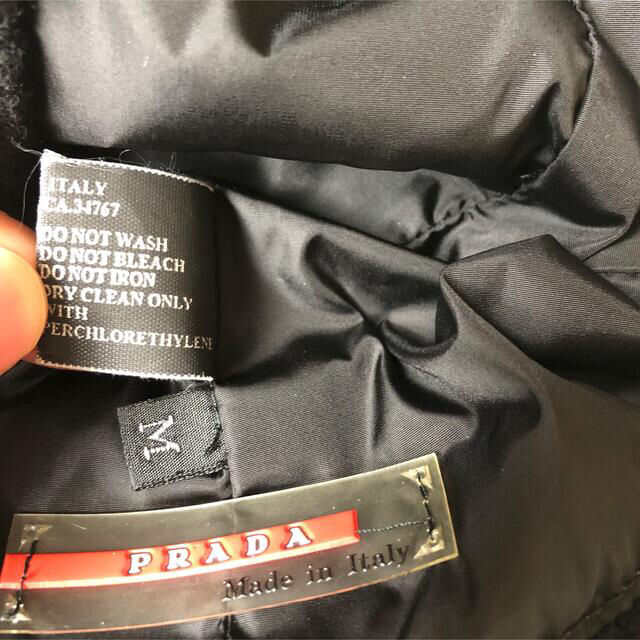 ITALY
CA.34767
DO NOT WASH
DO NOT BLEACH
DO NOT IRON
DRY CLEAN ONLY
WITH
PERCHLORETHYLENE
M
PRADA
Made in Italy